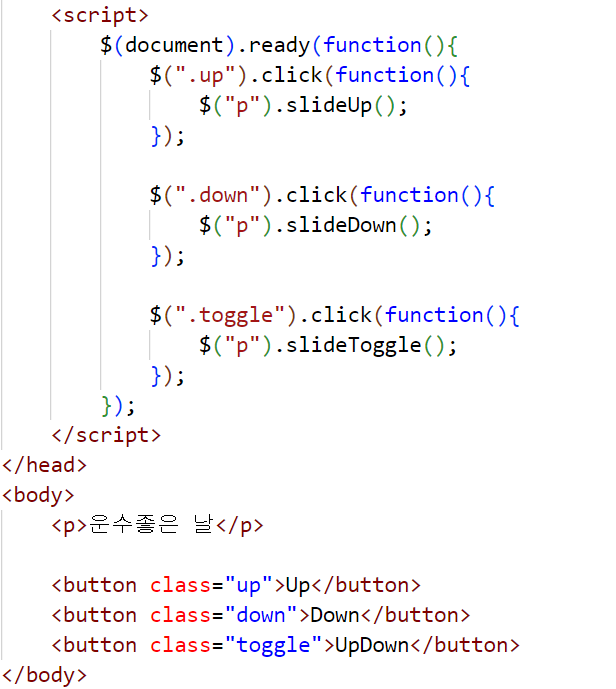 <script>
$(document).ready(function(){
$(".up").click(function(){
$("p").slideUp();
});
$(".down").click(function(){
$("p").slideDown();
});
$(".toggle").click(function(){
$("p").slideToggle();
});
});
</script>
</head>
<body>
<p>운수좋은 날</p>
<button class="up">Up</button>
<button class="down">Down</button>
<button class="toggle">UpDown</button>
</body>